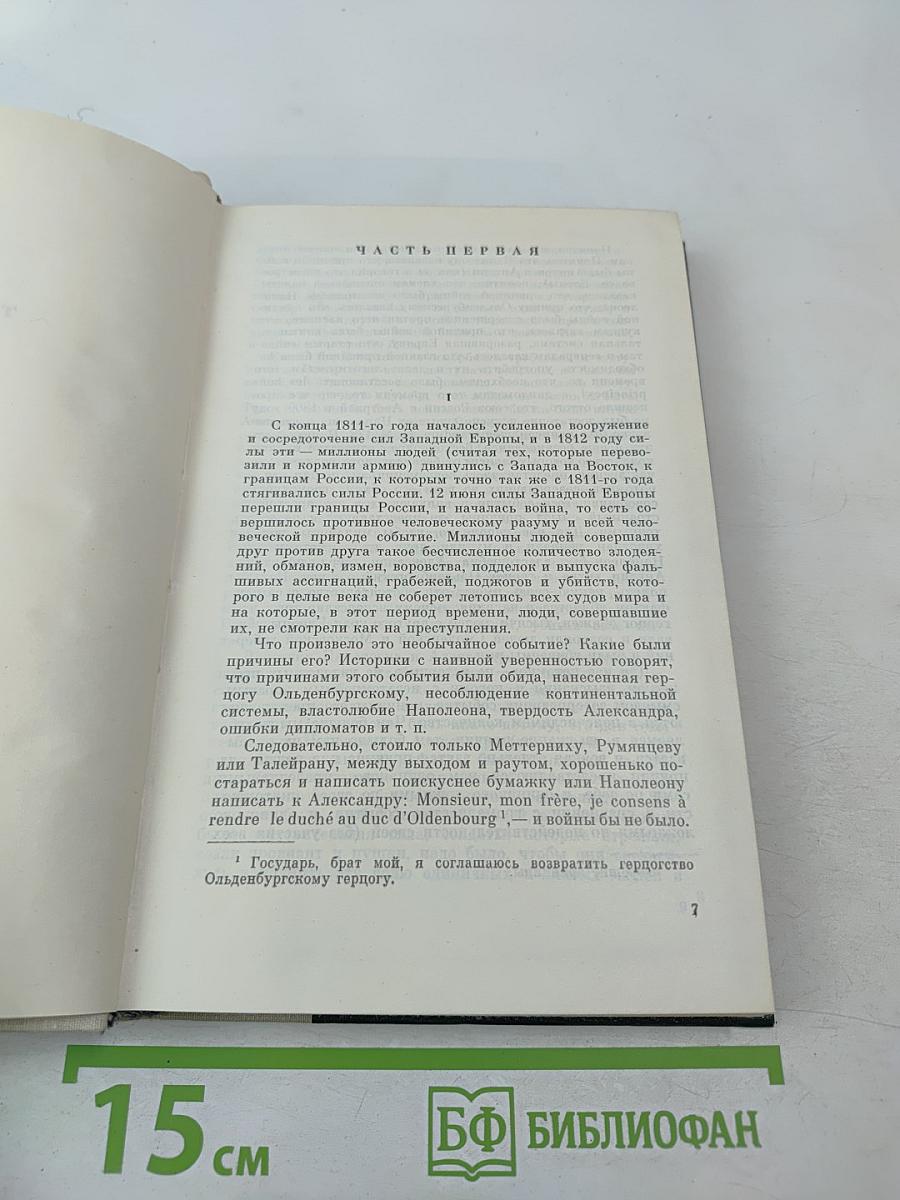 ЧАСТЬ ПЕРВАЯ
I
С конца 1811-го года началось усиленное вооружение
и сосредоточение сил Западной Европы, и в 1812 году си-
лы эти — миллионы людей (считая тех, которые перево-
зили и кормили армию) двинулись с Запада на Восток, к
границам России, к которым точно так же с 1811-го года
стягивались силы России. 12 июня силы Западной Европы
перешли границы России, и началась война, то есть со-
вершилось противное человеческому разуму и всей чело-
веческой природе событие. Миллионы людей совершали
друг против друга такое бесчисленное количество злодея-
ний, обманов, измен, воровства, подделок и выпуска фаль-
шивых ассигнаций, грабежей, поджогов и убийств, кото-
рого в целые века не соберет летопись всех судов мира и
на которые, в этот период времени, люди, совершавшие
их, не смотрели как на преступления.
Что произвело это необычайное событие? Какие были
причины его? Историки с наивной уверенностью говорят,
что причинами этого события были обида, нанесенная гер-
цогу Ольденбургскому, несоблюдение континентальной
системы, властолюбие Наполеона, твердость Александра,
ошибки дипломатов и т. п.
Следовательно, стоило только Меттерниху, Румянцеву
или Талейрану, между выходом и раутом, хорошенько по-
стараться и написать поискуснее бумажку или Наполеону
написать к Александру: Monsieur, mon frère, je consens à
rendre le duché au duc d'Oldenbourg ¹,— и войны бы не было.
¹ Государь, брат мой, я соглашаюсь возвратить герцогство
Ольденбургскому герцогу.
7
15 см
БФ БИБЛИОФАН